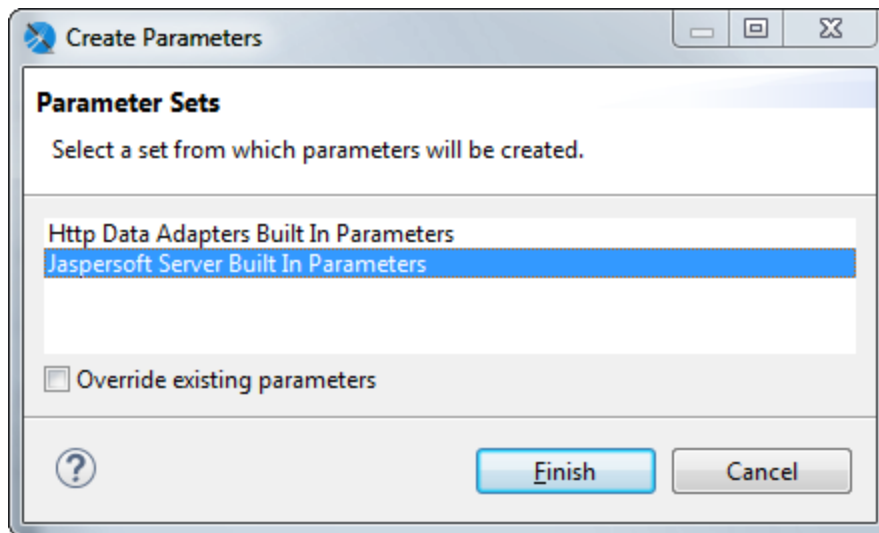 Create Parameters
Parameter Sets
Select a set from which parameters will be created.
Http Data Adapters Built In Parameters
Jaspersoft Server Built In Parameters
Override existing parameters
?
Finish
Cancel